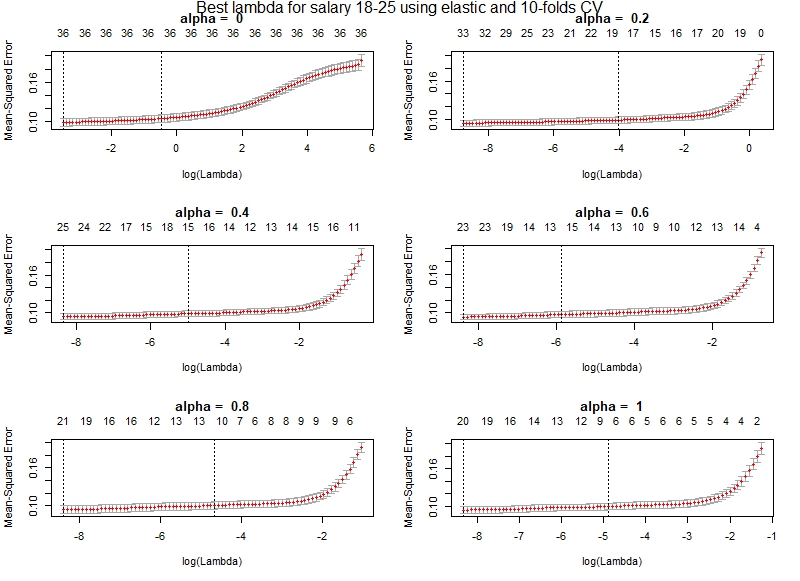 Best lambda for salary 18-25 using elastic and 10-folds CV
alpha = 0
36 36 36 36 36 36 36 36 36 36 36 36 36 36 36
Mean-Squared Error
0.10 0.16
-2 0 2 4 6
log(Lambda)
alpha = 0.2
33 32 29 25 23 21 22 19 17 15 16 17 20 19 0
Mean-Squared Error
0.10 0.16
-8 -6 -4 -2 0
log(Lambda)
alpha = 0.4
25 24 22 17 15 18 15 16 14 12 13 14 15 16 11
Mean-Squared Error
0.10 0.16
-8 -6 -4 -2
log(Lambda)
alpha = 0.6
23 23 19 14 13 15 14 13 10 9 10 12 13 14 4
Mean-Squared Error
0.10 0.16
-8 -6 -4 -2
log(Lambda)
alpha = 0.8
21 19 16 16 12 13 13 10 7 6 8 8 9 9 9 6
Mean-Squared Error
0.10 0.16
-8 -6 -4 -2
log(Lambda)
alpha = 1
20 19 16 14 13 12 9 6 6 5 6 6 5 5 4 4 2
Mean-Squared Error
0.10 0.16
-8 -7 -6 -5 -4 -3 -2 -1
log(Lambda)